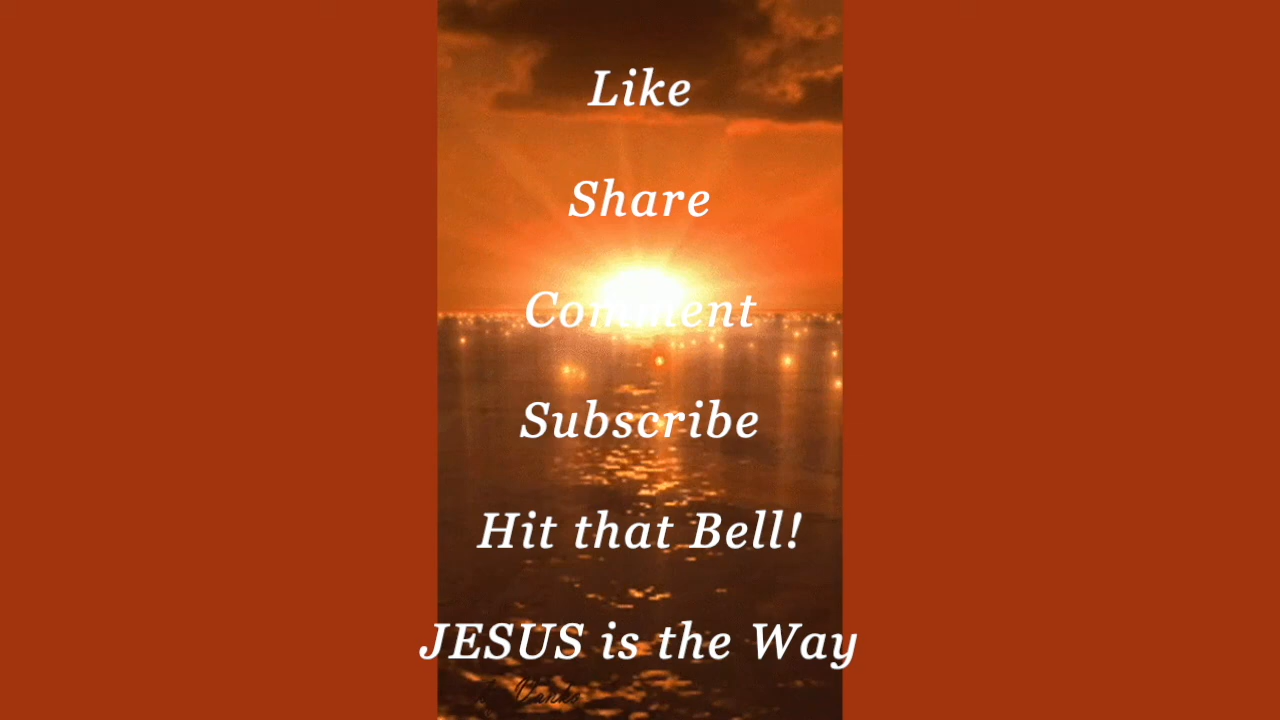 Like
Share
Comment
Subscribe
Hit that Bell!
JESUS is the Way